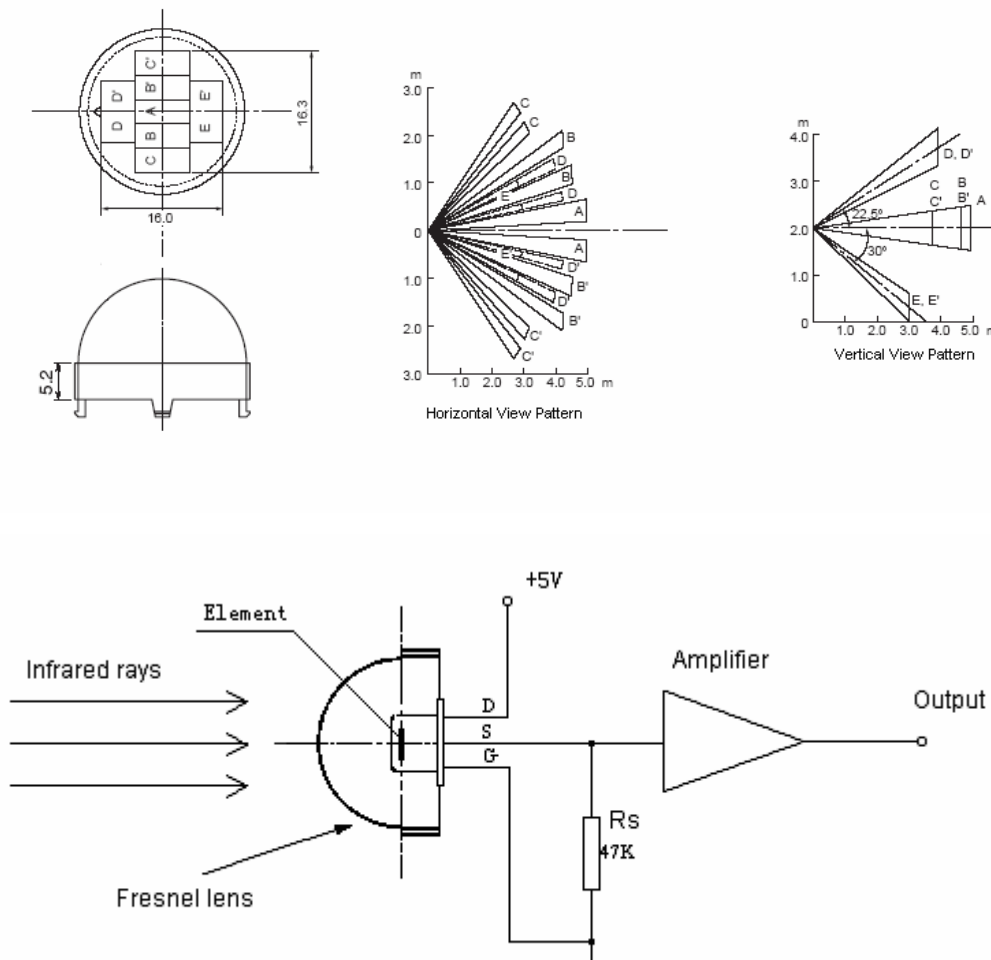 C'
B'
A
B
C
D'
D
E'
E
16.3
16.0
5.2
m
3.0
2.0
1.0
0
1.0
2.0
3.0
C
C
B
D
B
E
D
A
A
E'
D'
B'
D'
B'
C'
C'
1.0 2.0 3.0 4.0 5.0 m
Horizontal View Pattern
m
4.0
3.0
2.0
1.0
0
D, D'
C B
C' B' A
22.5º
30º
E, E'
1.0 2.0 3.0 4.0 5.0 m
Vertical View Pattern
+5V
Element
Infrared rays
Amplifier
D
S
G
Output
Rs
47K
Fresnel lens